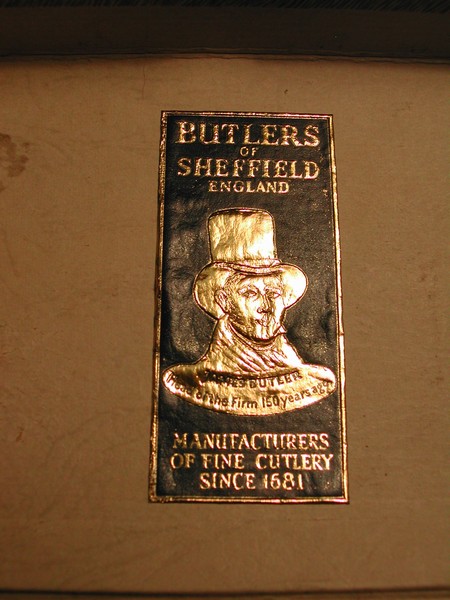 BUTLERS
OF
SHEFFIELD
ENGLAND
JAMES BUTLER
Head of the Firm 150 years ago
MANUFACTURERS
OF FINE CUTLERY
SINCE 1681